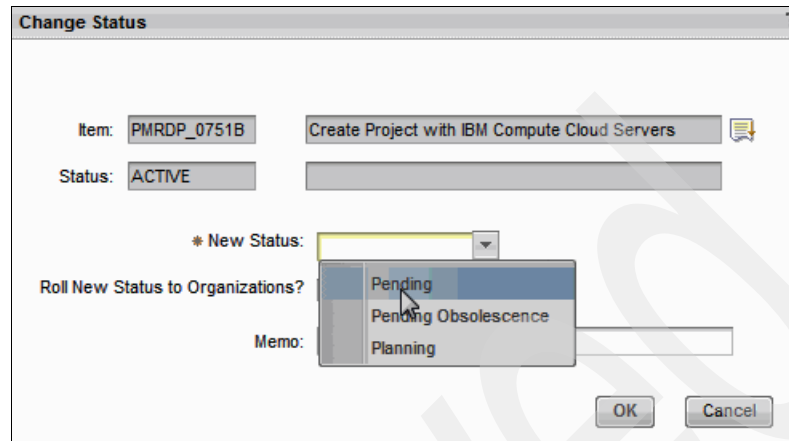 Change Status
Item: PMRDP_0751B Create Project with IBM Compute Cloud Servers
Status: ACTIVE
* New Status:
Roll New Status to Organizations? Pending
Pending Obsolescence
Memo: Planning
OK Cancel